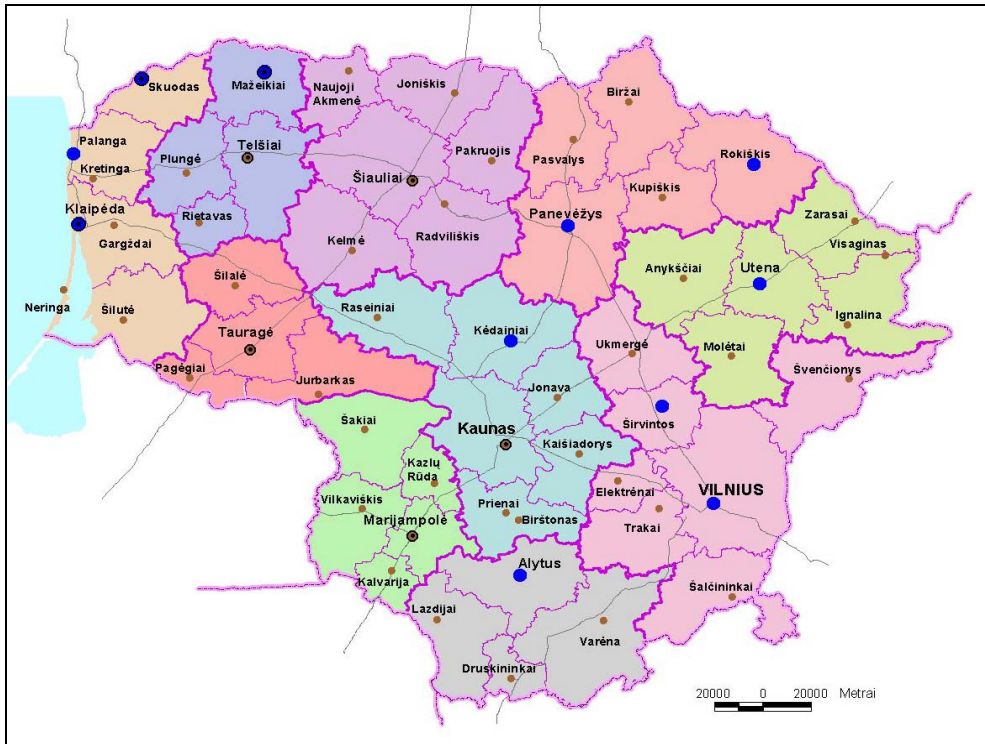 Skuodas
Mažeikiai
Naujoji
Akmenė
Joniškis
Biržai
Palanga
Kretinga
Plungė
Telšiai
Šiauliai
Pakruojis
Pasvalys
Rokiškis
Kupiškis
Klaipėda
Gargždai
Rietavas
Kelmė
Radviliškis
Panevėžys
Zarasai
Visaginas
Anykščiai
Utena
Neringa
Šilutė
Šilalė
Raseiniai
Kėdainiai
Ignalina
Tauragė
Ukmergė
Molėtai
Švenčionys
Pagėgiai
Jurbarkas
Jonava
Šakiai
Kaunas
Širvintos
Kaišiadorys
Kazlų
Rūda
Elektrėnai
VILNIUS
Vilkaviškis
Prienai
Birštonas
Trakai
Marijampolė
Kalvarija
Alytus
Šalčininkai
Lazdijai
Varėna
Druskininkai
20000 0 20000 Metrai